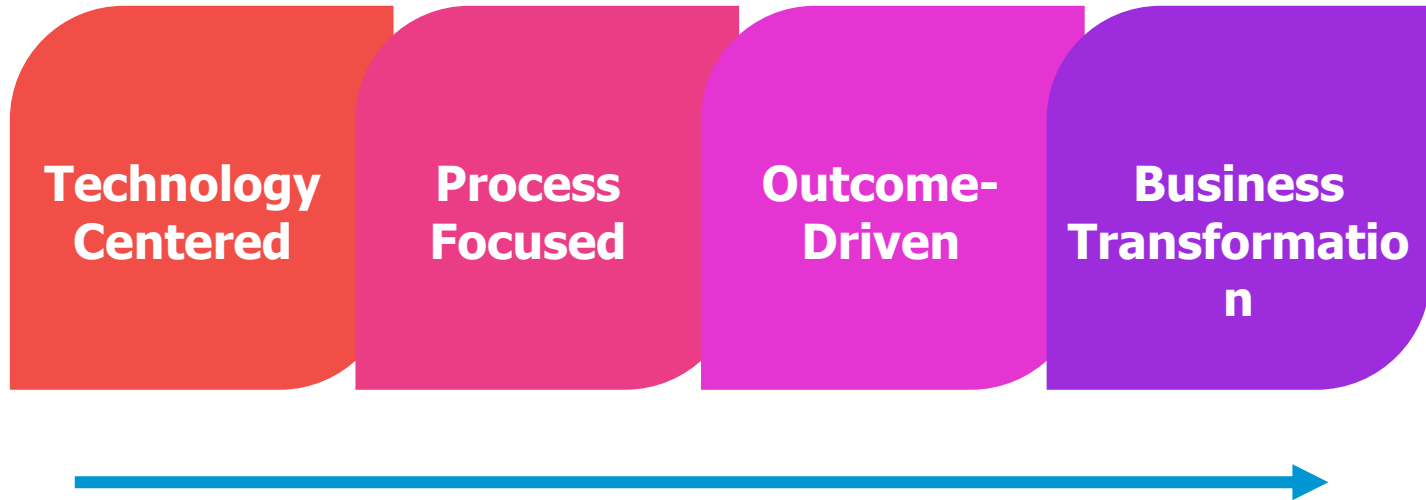 Technology
Centered
Process
Focused
Outcome-
Driven
Business
Transformatio
n